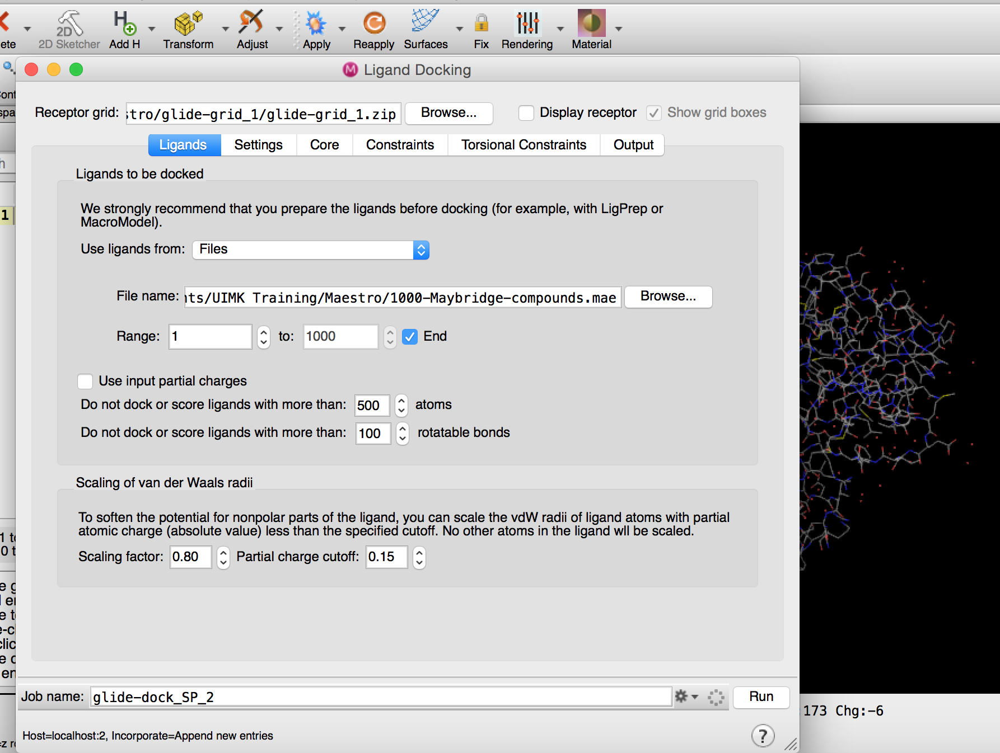 ete 2D Sketcher Add H Transform Adjust Apply Reapply Surfaces Fix Rendering Material
Ligand Docking
Receptor grid: tro/glide-grid_1/glide-grid_1.zip Browse... Display receptor Show grid boxes
Ligands Settings Core Constraints Torsional Constraints Output
Ligands to be docked
We strongly recommend that you prepare the ligands before docking (for example, with LigPrep or
MacroModel).
Use ligands from: Files
File name: nts/UIMK Training/Maestro/1000-Maybridge-compounds.mae Browse...
Range: 1 to: 1000 End
Use input partial charges
Do not dock or score ligands with more than: 500 atoms
Do not dock or score ligands with more than: 100 rotatable bonds
Scaling of van der Waals radii
To soften the potential for nonpolar parts of the ligand, you can scale the vdW radii of ligand atoms with partial
atomic charge (absolute value) less than the specified cutoff. No other atoms in the ligand wll be scaled.
Scaling factor: 0.80 Partial charge cutoff: 0.15
Job name: glide-dock_SP_2 Run
173 Chg:-6
Host=localhost:2, Incorporate=Append new entries ?